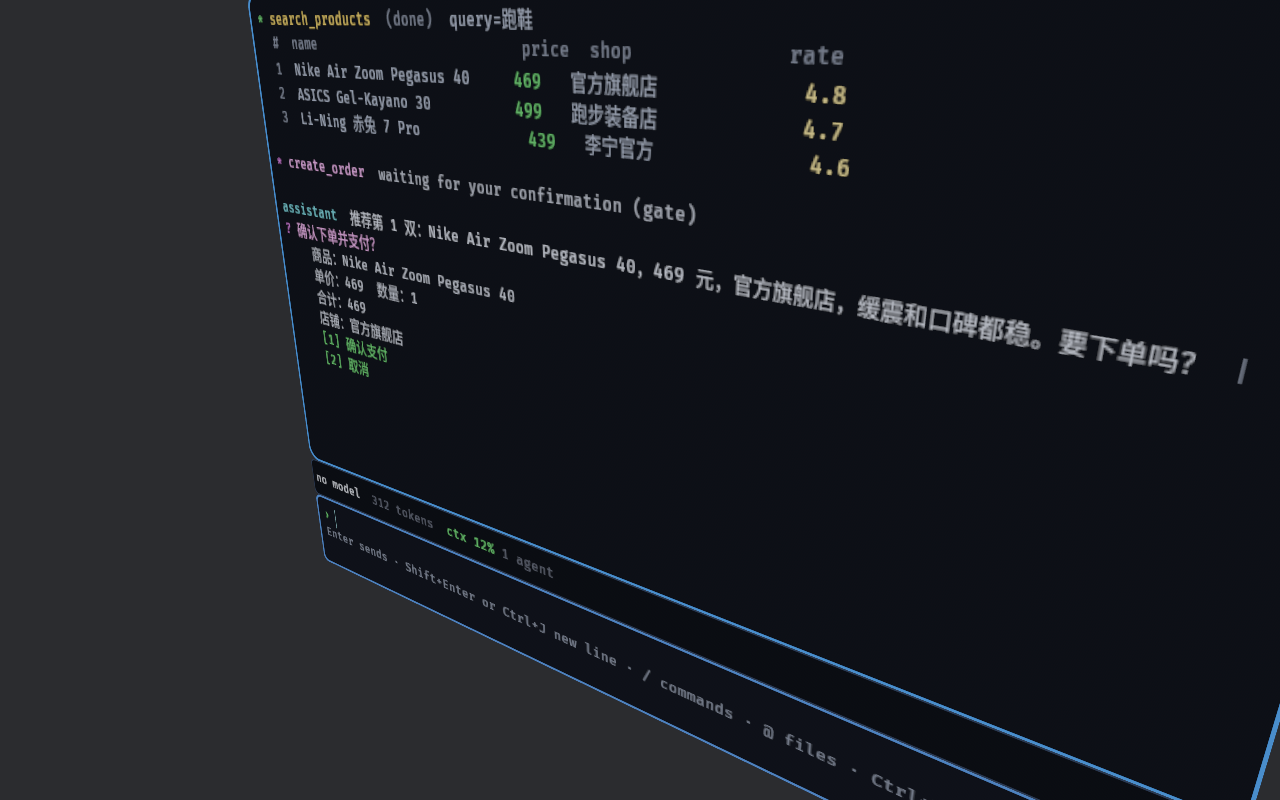 * search_products (done) query=跑鞋
# name price shop rate
1 Nike Air Zoom Pegasus 40 469 官方旗舰店 4.8
2 ASICS Gel-Kayano 30 499 跑步装备店 4.7
3 Li-Ning 赤兔 7 Pro 439 李宁官方 4.6
* create_order waiting for your confirmation (gate)
assistant 推荐第 1 双: Nike Air Zoom Pegasus 40, 469 元, 官方旗舰店, 缓震和口碑都稳。要下单吗?
? 确认下单并支付?
商品: Nike Air Zoom Pegasus 40
单价: 469 数量: 1
合计: 469
店铺: 官方旗舰店
[1] 确认支付
[2] 取消
no model 312 tokens ctx 12% 1 agent
›
Enter sends · Shift+Enter or Ctrl+J new line · / commands · @ files · Ctrl